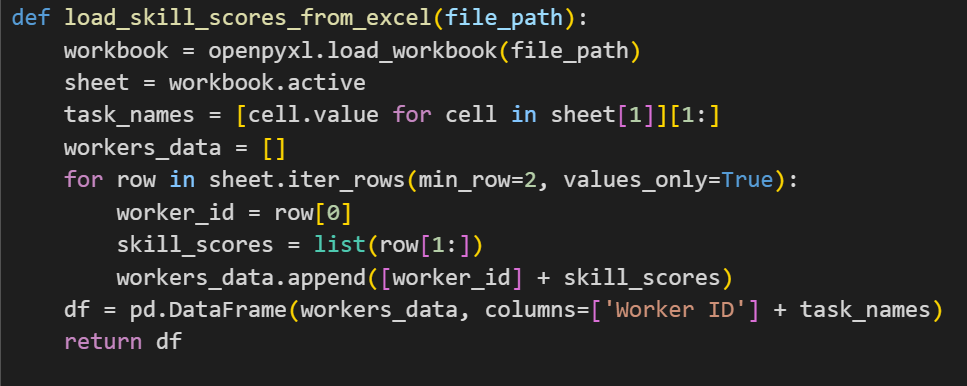 def load_skill_scores_from_excel(file_path):
    workbook = openpyxl.load_workbook(file_path)
    sheet = workbook.active
    task_names = [cell.value for cell in sheet[1]][1:]
    workers_data = []
    for row in sheet.iter_rows(min_row=2, values_only=True):
        worker_id = row[0]
        skill_scores = list(row[1:])
        workers_data.append([worker_id] + skill_scores)
    df = pd.DataFrame(workers_data, columns=['Worker ID'] + task_names)
    return df